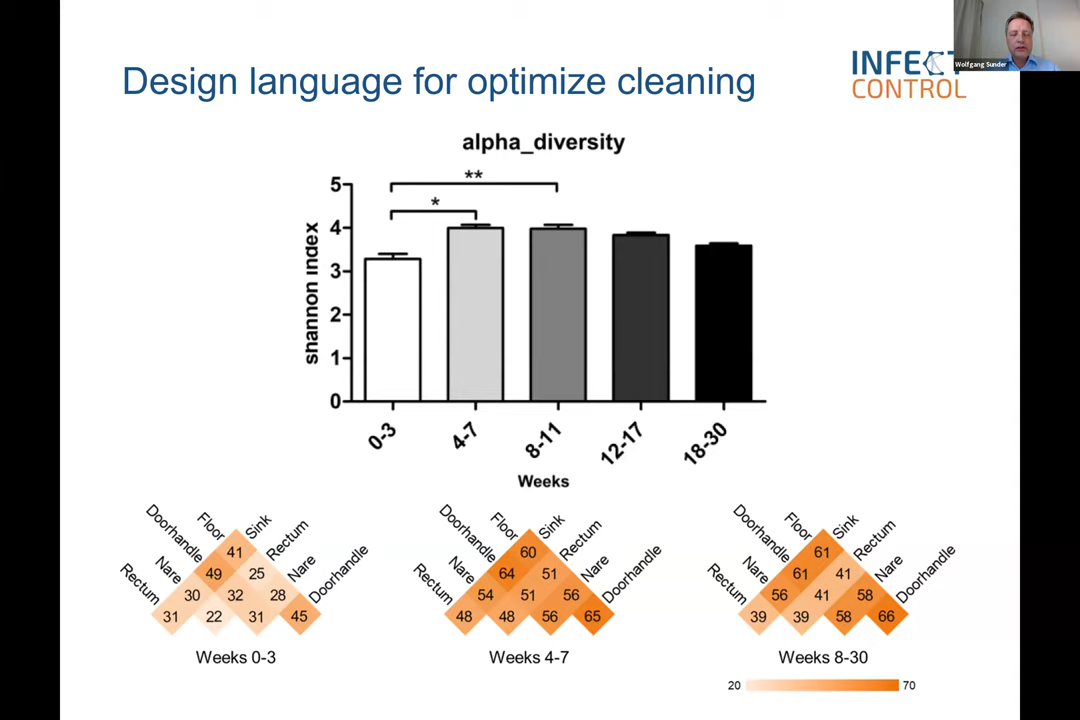 Wolfgang Sunder
INFECT
CONTROL
Design language for optimize cleaning
alpha_diversity
shannon index
5
4
3
2
1
0
**
*
0-3
4-7
8-11
12-17
18-30
Weeks
Rectum
Nare
Doorhandle
Floor
Sink
Rectum
Nare
Doorhandle
41
49 25
30 32 28
31 22 31 45
Weeks 0-3
Rectum
Nare
Doorhandle
Floor
Sink
Rectum
Nare
Doorhandle
60
64 51
54 51 56
48 48 56 65
Weeks 4-7
Rectum
Nare
Doorhandle
Floor
Sink
Rectum
Nare
Doorhandle
61
61 41
56 41 58
39 39 58 66
Weeks 8-30
20 70